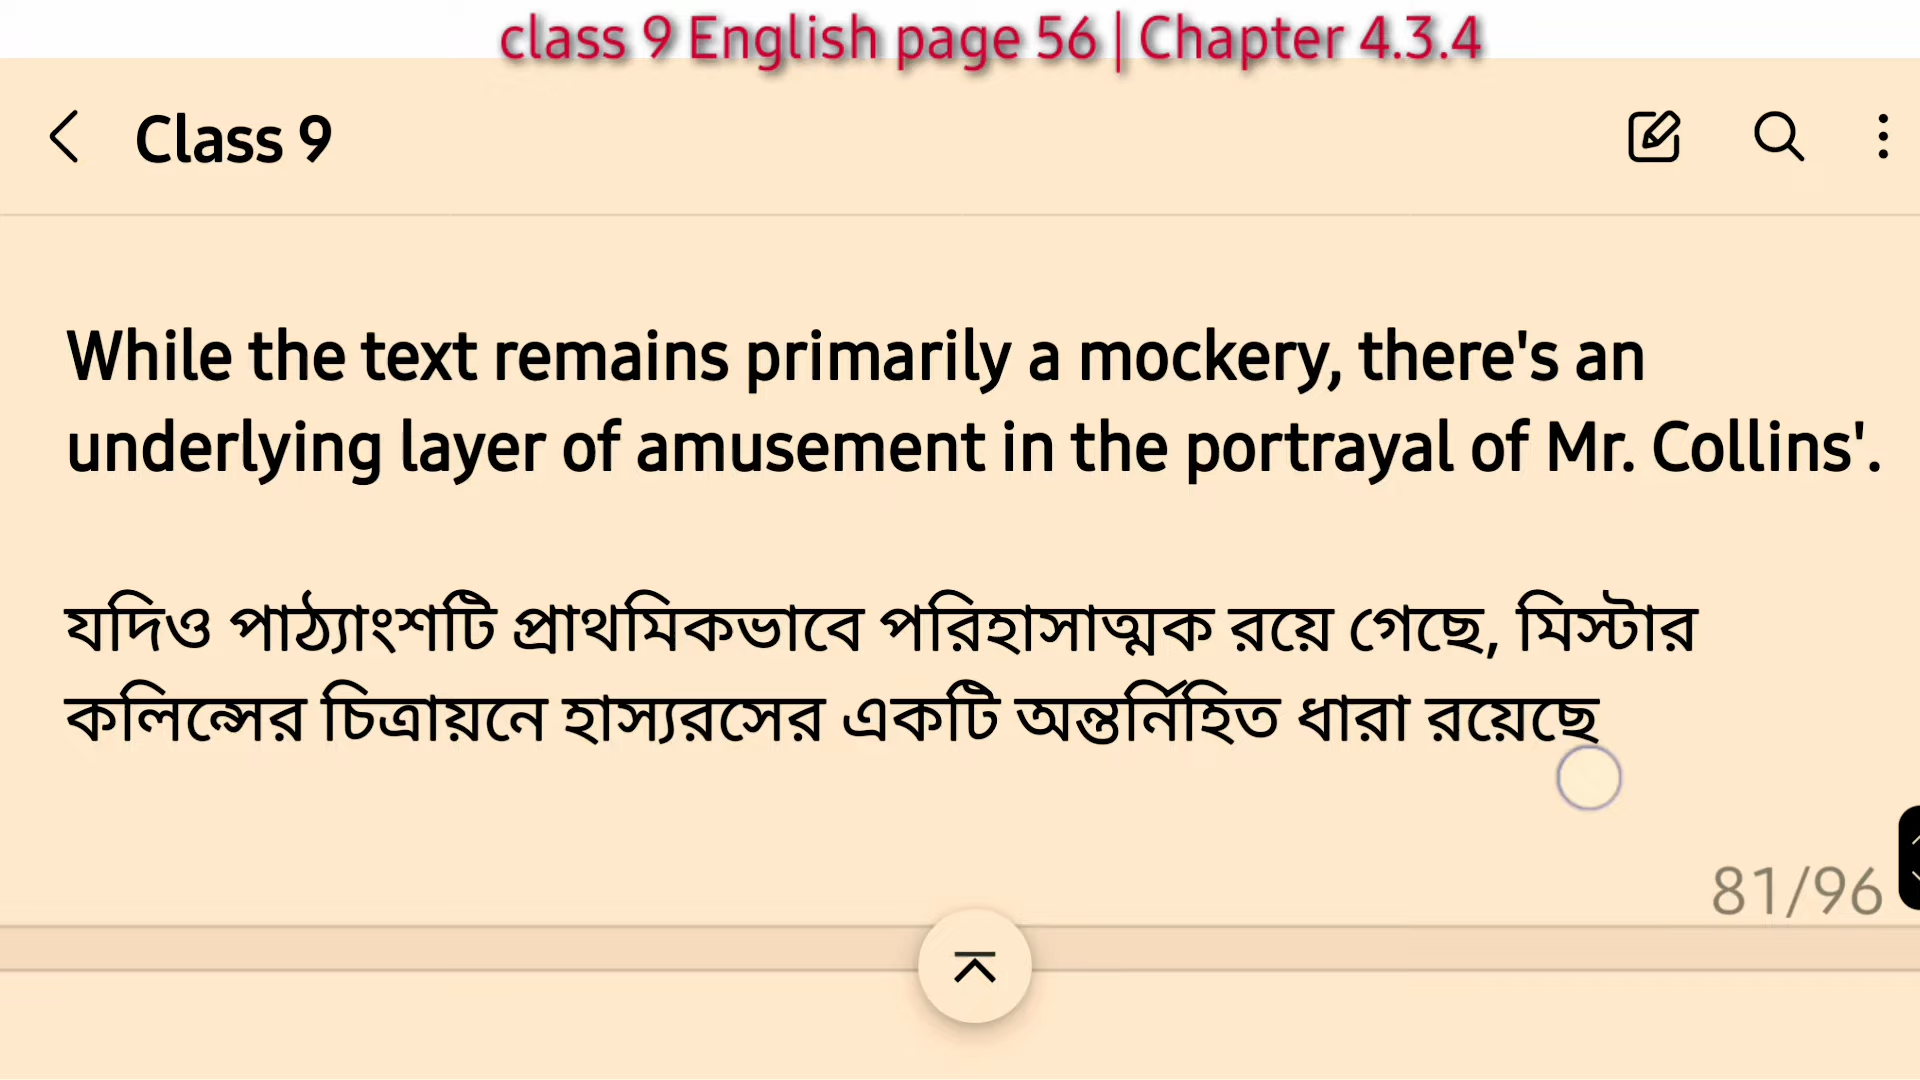 class 9 English page 56 | Chapter 4.3.4
Class 9
While the text remains primarily a mockery, there's an
underlying layer of amusement in the portrayal of Mr. Collins'.
যদিও পাঠ্যাংশটি প্রাথমিকভাবে পরিহাসাত্মক রয়ে গেছে, মিস্টার
কলিন্সের চিত্রায়নে হাস্যরসের একটি অন্তর্নিহিত ধারা রয়েছে
81/96